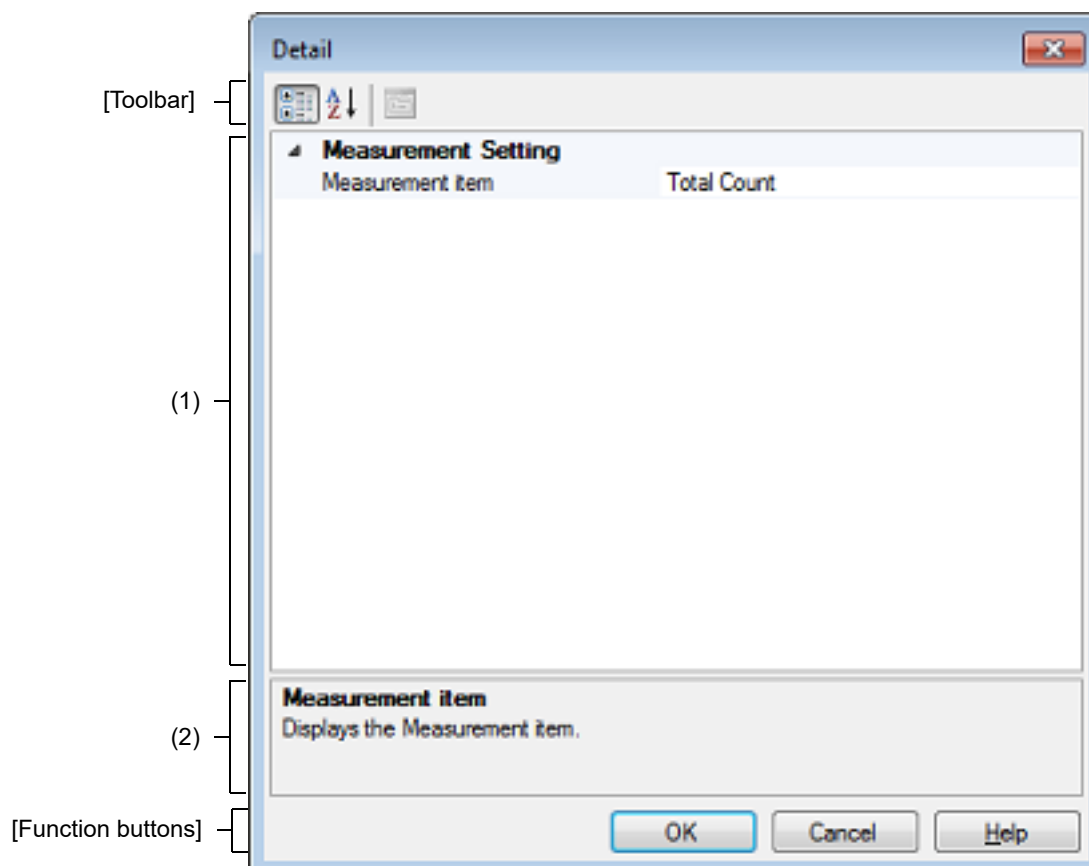 Detail
[Toolbar]
Measurement Setting
Measurement item Total Count
(1)
Measurement item
Displays the Measurement item.
(2)
[Function buttons]
OK Cancel Help